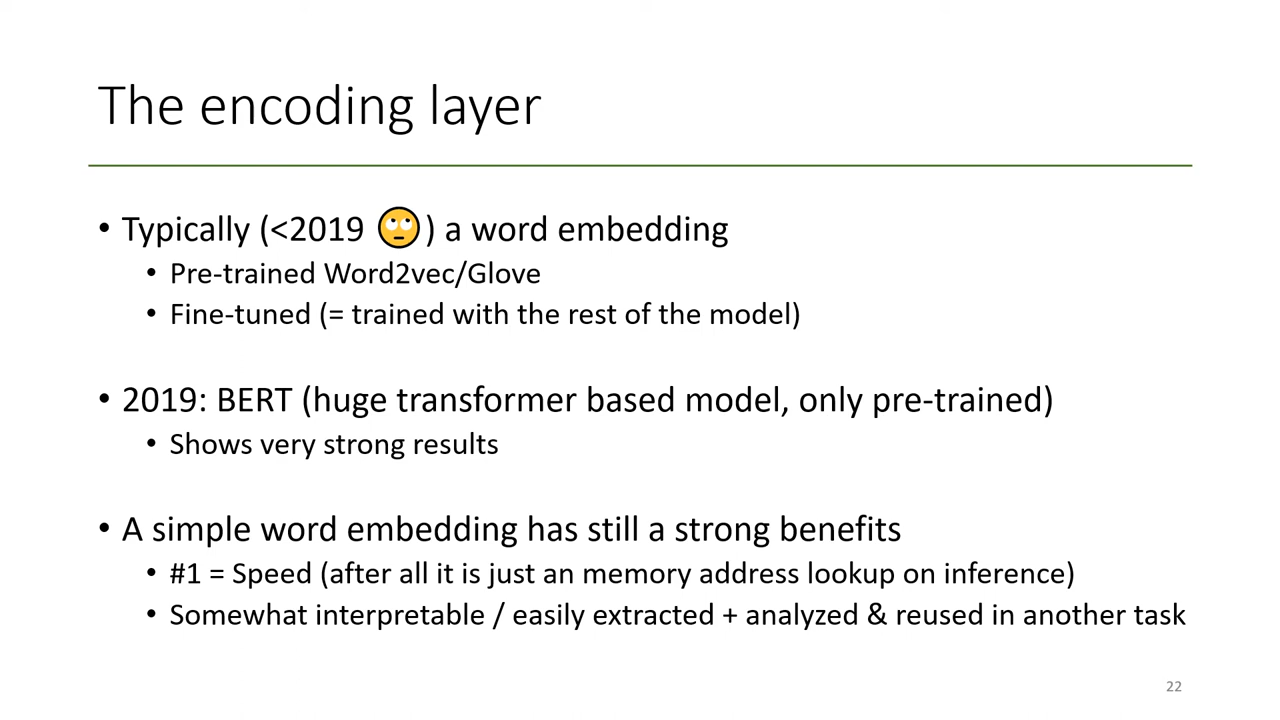 The encoding layer
• Typically (<2019 🙄) a word embedding
• Pre-trained Word2vec/Glove
• Fine-tuned (= trained with the rest of the model)
• 2019: BERT (huge transformer based model, only pre-trained)
• Shows very strong results
• A simple word embedding has still a strong benefits
• #1 = Speed (after all it is just an memory address lookup on inference)
• Somewhat interpretable / easily extracted + analyzed & reused in another task
22